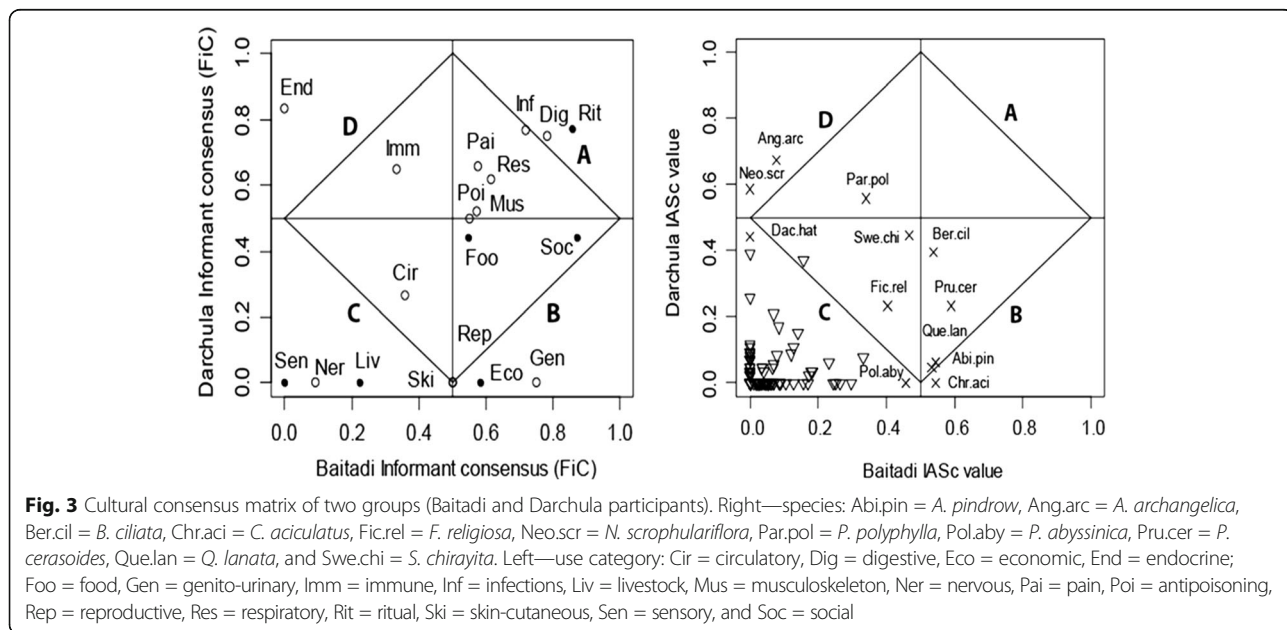 Darchula Informant consensus (FiC)
1.0
0.8
0.6
0.4
0.2
0.0
End
D
Imm
Inf
Dig
Rit
Pai
A
Res
Poi
Mus
Foo
Soc
Cir
C
Rep
B
Sen
Ner
Liv
Ski
Eco
Gen
0.0 0.2 0.4 0.6 0.8 1.0
Baitadi Informant consensus (FiC)
Darchula IASc value
1.0
0.8
0.6
0.4
0.2
0.0
D
A
Ang.arc
Neo.scr
Par.pol
Dac.hat
Swe.chi
Ber.cil
Fic.rel
Pru.cer
C
B
Que.lan
Abi.pin
Pol.aby
Chr.aci
0.0 0.2 0.4 0.6 0.8 1.0
Baitadi IASc value
Fig. 3 Cultural consensus matrix of two groups (Baitadi and Darchula participants). Right—species: Abi.pin = A. pindrow, Ang.arc = A. archangelica,
Ber.cil = B. ciliata, Chr.aci = C. aciculatus, Fic.rel = F. religiosa, Neo.scr = N. scrophulariflora, Par.pol = P. polyphylla, Pol.aby = P. abyssinica, Pru.cer = P.
cerasoides, Que.lan = Q. lanata, and Swe.chi = S. chirayita. Left—use category: Cir = circulatory, Dig = digestive, Eco = economic, End = endocrine;
Foo = food, Gen = genito-urinary, Imm = immune, Inf = infections, Liv = livestock, Mus = musculoskeleton, Ner = nervous, Pai = pain, Poi = antipoisoning,
Rep = reproductive, Res = respiratory, Rit = ritual, Ski = skin-cutaneous, Sen = sensory, and Soc = social